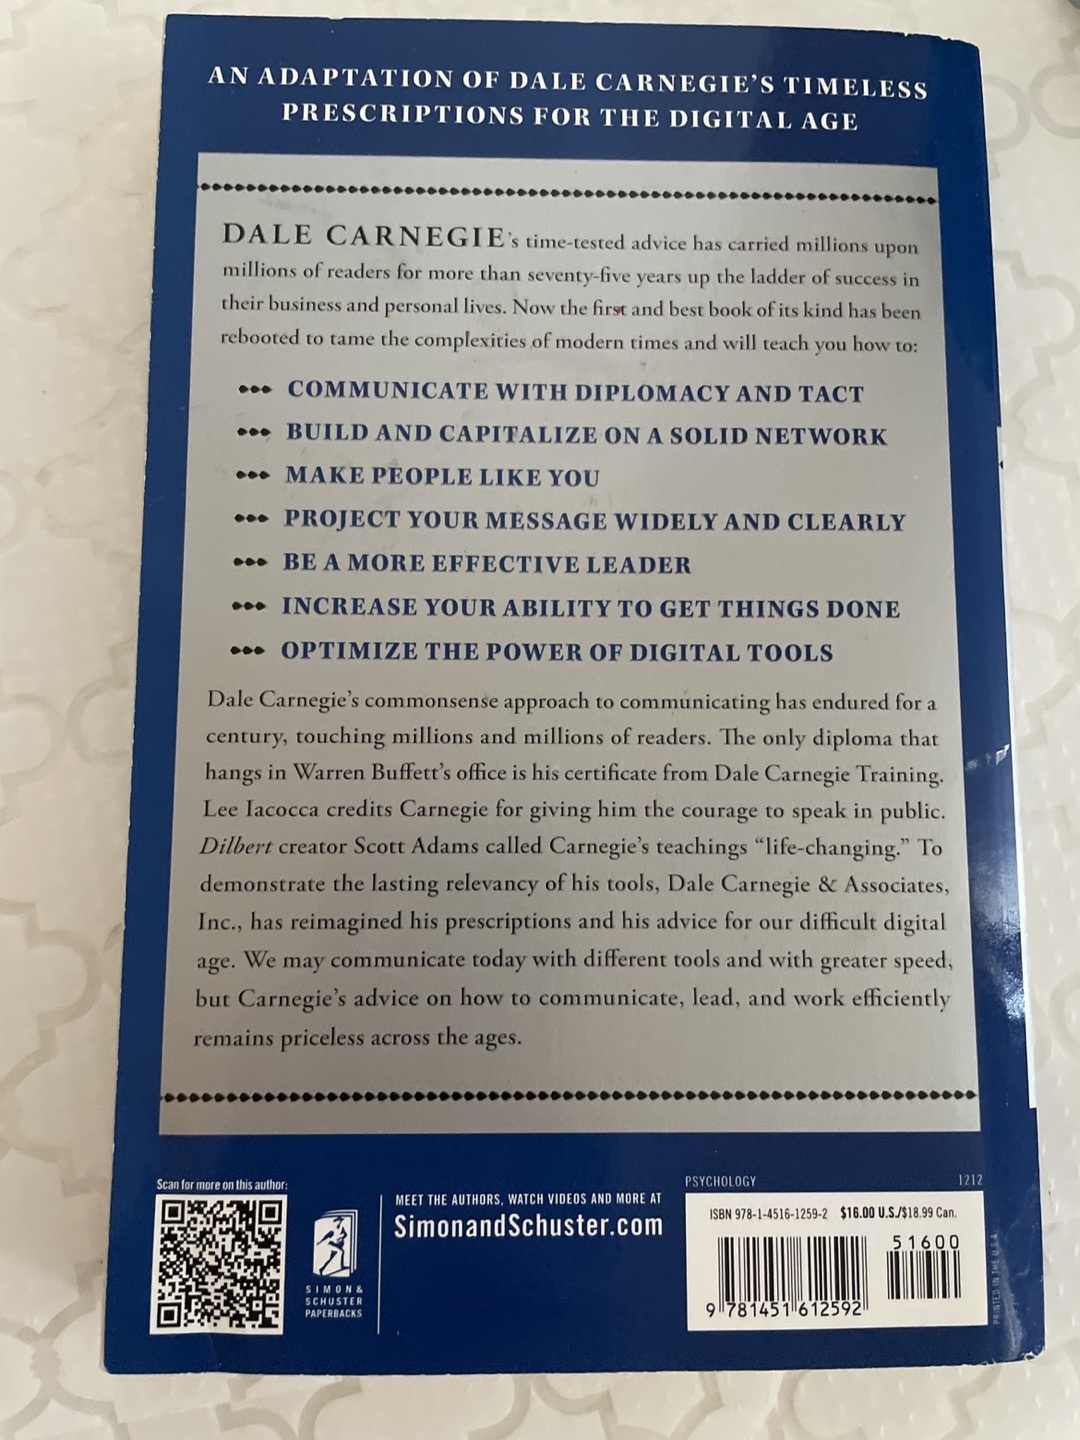 AN ADAPTATION OF DALE CARNEGIE'S TIMELESS
PRESCRIPTIONS FOR THE DIGITAL AGE
DALE CARNEGIE's time-tested advice has carried millions upon
millions of readers for more than seventy-five years up the ladder of success in
their business and personal lives. Now the first and best book of its kind has been
rebooted to tame the complexities of modern times and will teach you how to:
COMMUNICATE WITH DIPLOMACY AND TACT
BUILD AND CAPITALIZE ON A SOLID NETWORK
MAKE PEOPLE LIKE YOU
PROJECT YOUR MESSAGE WIDELY AND CLEARLY
BE A MORE EFFECTIVE LEADER
INCREASE YOUR ABILITY TO GET THINGS DONE
OPTIMIZE THE POWER OF DIGITAL TOOLS
Dale Carnegie's commonsense approach to communicating has endured for a
century, touching millions and millions of readers. The only diploma that
hangs in Warren Buffett's office is his certificate from Dale Carnegie Training.
Lee Iacocca credits Carnegie for giving him the courage to speak in public.
Dilbert creator Scott Adams called Carnegie's teachings “life-changing.” To
demonstrate the lasting relevancy of his tools, Dale Carnegie & Associates,
Inc., has reimagined his prescriptions and his advice for our difficult digital
age. We may communicate today with different tools and with greater speed,
but Carnegie's advice on how to communicate, lead, and work efficiently
remains priceless across the ages.
Scan for more on this author:
SIMON &
SCHUSTER
PAPERBACKS
MEET THE AUTHORS, WATCH VIDEOS AND MORE AT
SimonandSchuster.com
PSYCHOLOGY 1212
ISBN 978-1-4516-1259-2 $16.00 U.S./$18.99 Can.
51600
9 781451 612592
PRINTED IN THE U.S.A.